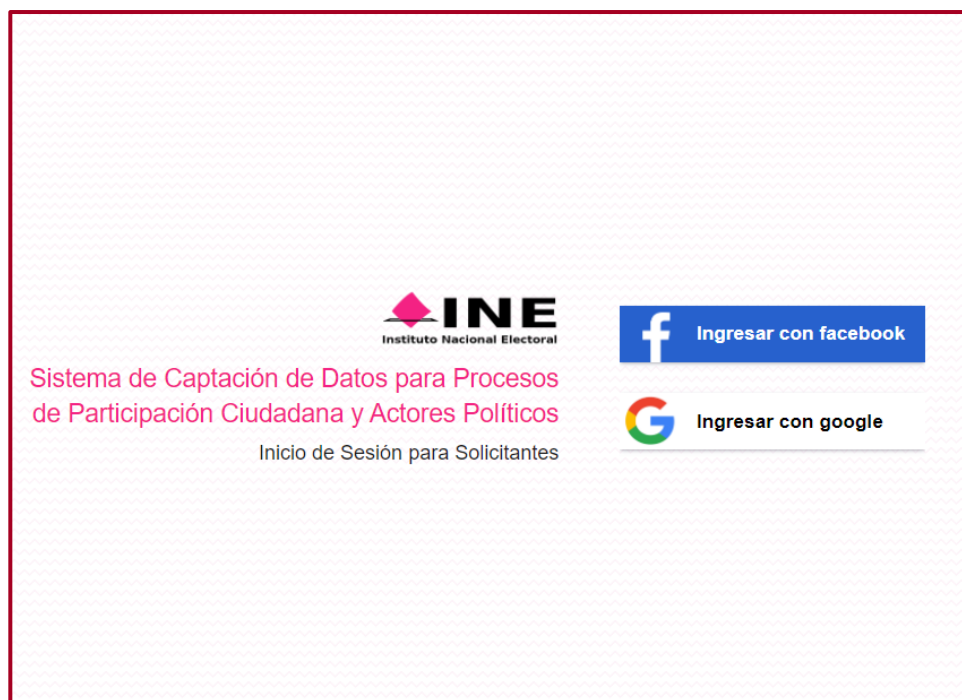 INE
Instituto Nacional Electoral
Sistema de Captación de Datos para Procesos
de Participación Ciudadana y Actores Políticos
Inicio de Sesión para Solicitantes
Ingresar con facebook
Ingresar con google